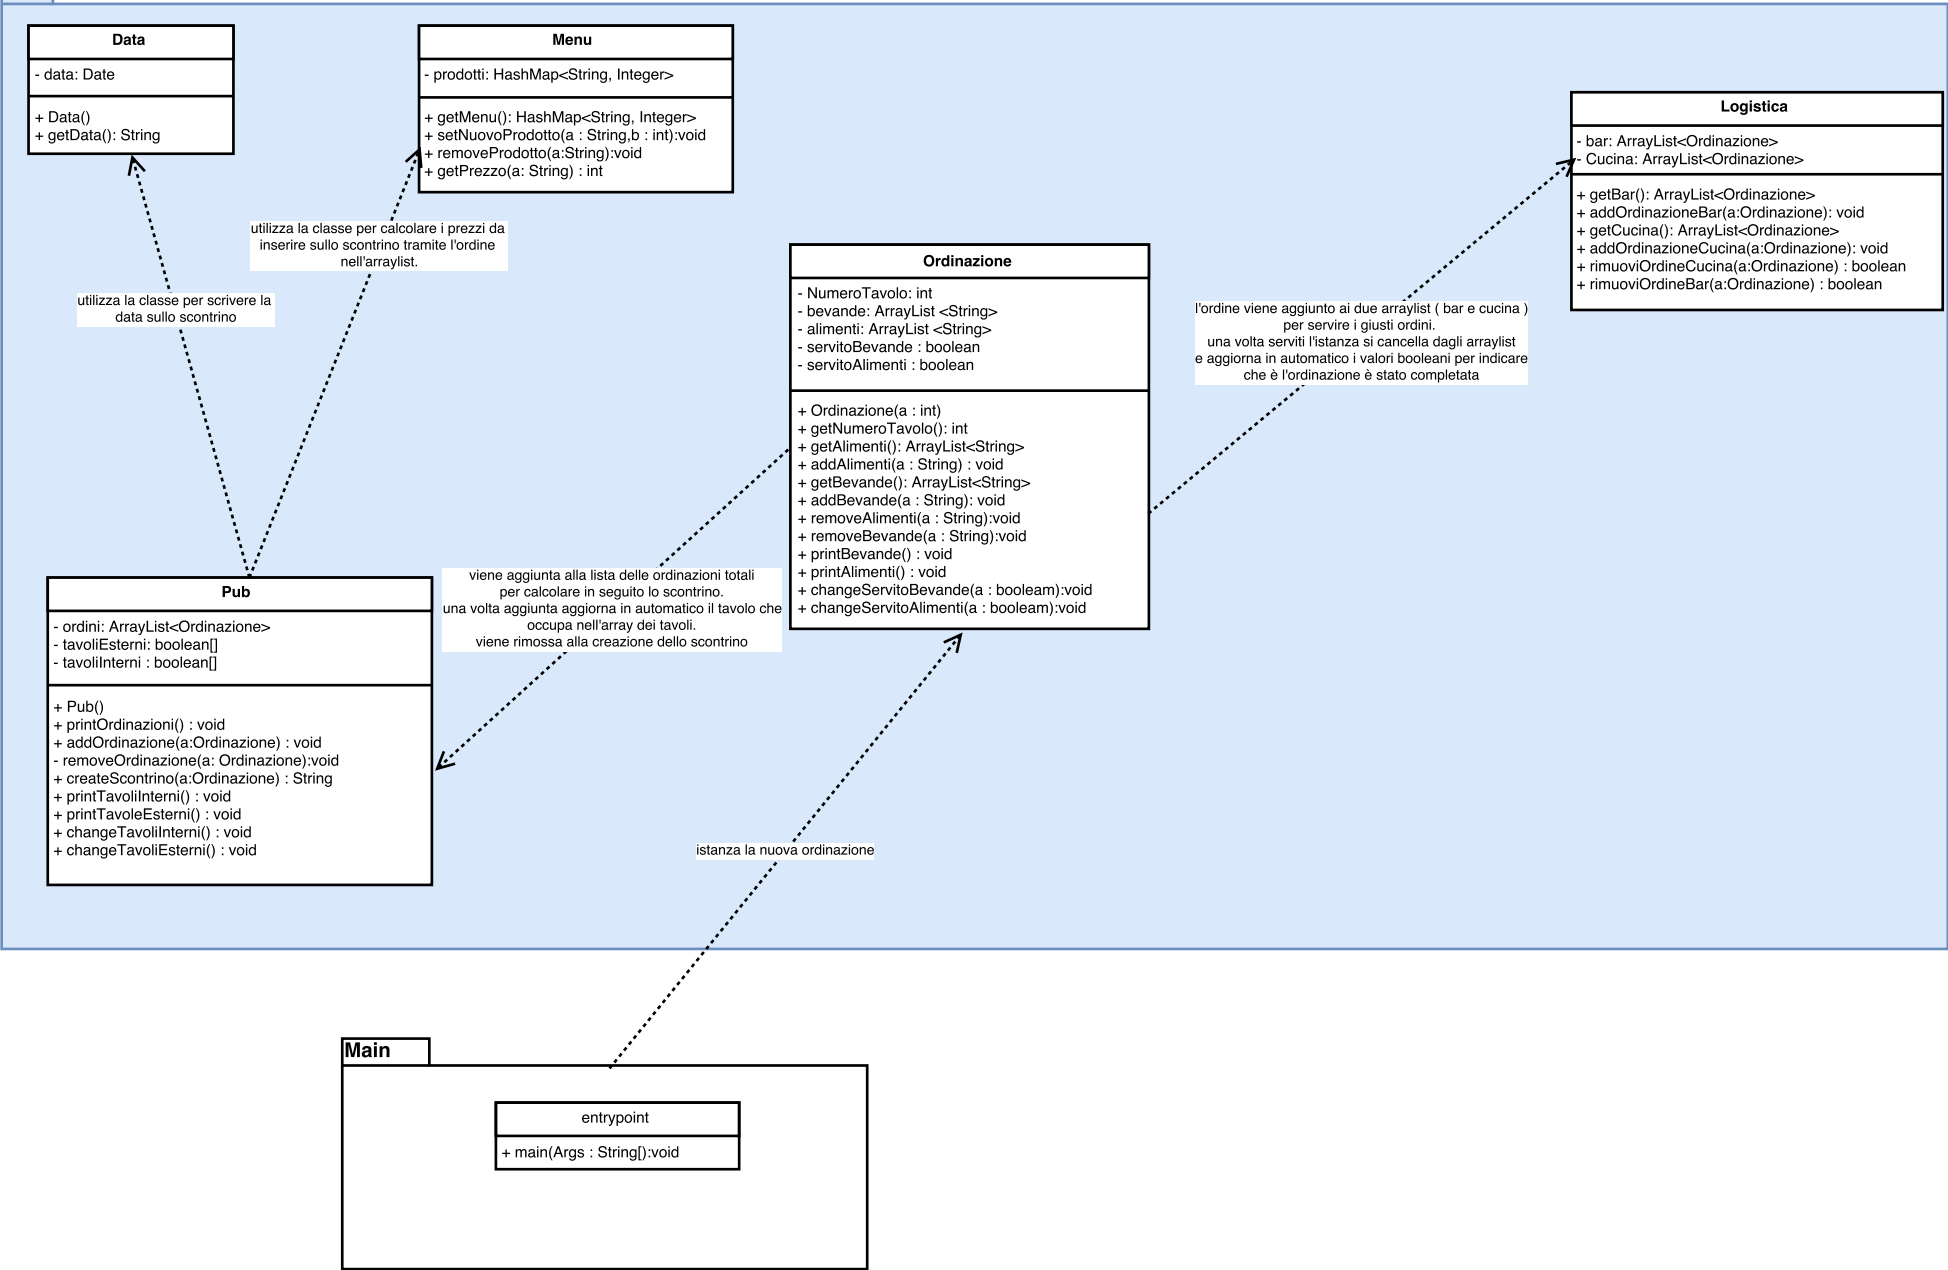 Data
- data: Date
+ Data()
+ getData(): String
Menu
- prodotti: HashMap<String, Integer>
+ getMenu(): HashMap<String, Integer>
+ setNuovoProdotto(a : String,b : int):void
+ removeProdotto(a:String):void
+ getPrezzo(a: String) : int
Logistica
- bar: ArrayList<Ordinazione>
- Cucina: ArrayList<Ordinazione>
+ getBar(): ArrayList<Ordinazione>
+ addOrdinazioneBar(a:Ordinazione): void
+ getCucina(): ArrayList<Ordinazione>
+ addOrdinazioneCucina(a:Ordinazione): void
+ rimuoviOrdineCucina(a:Ordinazione) : boolean
+ rimuoviOrdineBar(a:Ordinazione) : boolean
utilizza la classe per calcolare i prezzi da
inserire sullo scontrino tramite l'ordine
nell'arraylist.
utilizza la classe per scrivere la
data sullo scontrino
Ordinazione
- NumeroTavolo: int
- bevande: ArrayList <String>
- alimenti: ArrayList <String>
- servitoBevande : boolean
- servitoAlimenti : boolean
+ Ordinazione(a : int)
+ getNumeroTavolo(): int
+ getAlimenti(): ArrayList<String>
+ addAlimenti(a : String) : void
+ getBevande(): ArrayList<String>
+ addBevande(a : String): void
+ removeAlimenti(a : String):void
+ removeBevande(a : String):void
+ printBevande() : void
+ printAlimenti() : void
+ changeServitoBevande(a : booleam):void
+ changeServitoAlimenti(a : booleam):void
l'ordine viene aggiunto ai due arraylist ( bar e cucina )
per servire i giusti ordini.
una volta serviti l'istanza si cancella dagli arraylist
e aggiorna in automatico i valori booleani per indicare
che è l'ordinazione è stato completata
viene aggiunta alla lista delle ordinazioni totali
per calcolare in seguito lo scontrino.
una volta aggiunta aggiorna in automatico il tavolo che
occupa nell'array dei tavoli.
viene rimossa alla creazione dello scontrino
Pub
- ordini: ArrayList<Ordinazione>
- tavoliEsterni: boolean[]
- tavoliInterni : boolean[]
+ Pub()
+ printOrdinazioni() : void
+ addOrdinazione(a:Ordinazione) : void
- removeOrdinazione(a: Ordinazione):void
+ createScontrino(a:Ordinazione) : String
+ printTavoliInterni() : void
+ printTavoleEsterni() : void
+ changeTavoliInterni() : void
+ changeTavoliEsterni() : void
istanza la nuova ordinazione
Main
entrypoint
+ main(Args : String[]):void